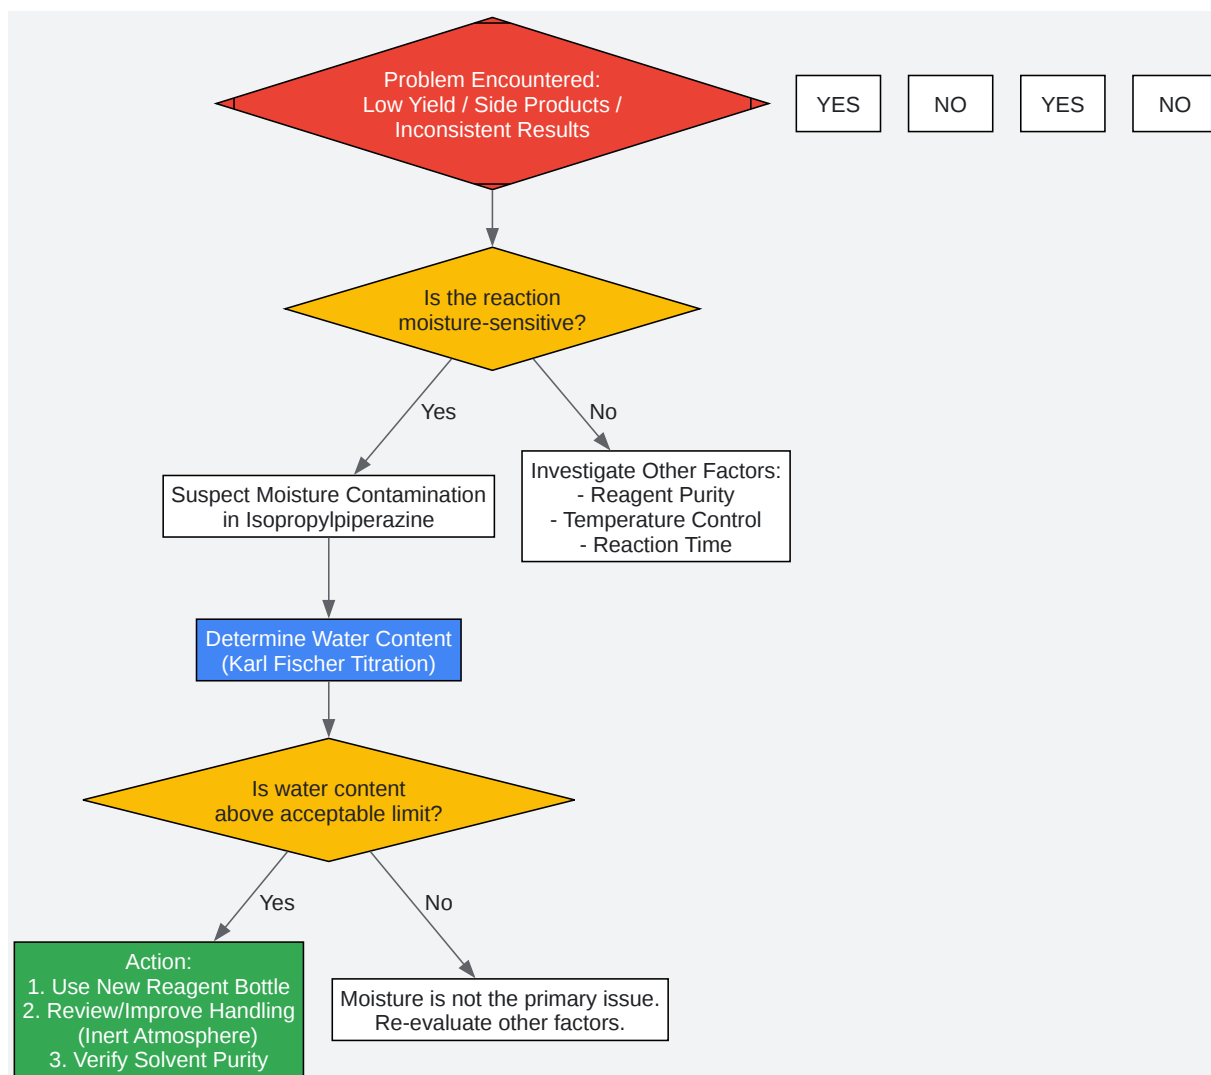 Problem Encountered:
Low Yield / Side Products /
Inconsistent Results
YES
NO
YES
NO
Is the reaction
moisture-sensitive?
Yes
No
Suspect Moisture Contamination
in Isopropylpiperazine
Investigate Other Factors:
- Reagent Purity
- Temperature Control
- Reaction Time
Determine Water Content
(Karl Fischer Titration)
Is water content
above acceptable limit?
Yes
No
Action:
1. Use New Reagent Bottle
2. Review/Improve Handling
(Inert Atmosphere)
3. Verify Solvent Purity
Moisture is not the primary issue.
Re-evaluate other factors.